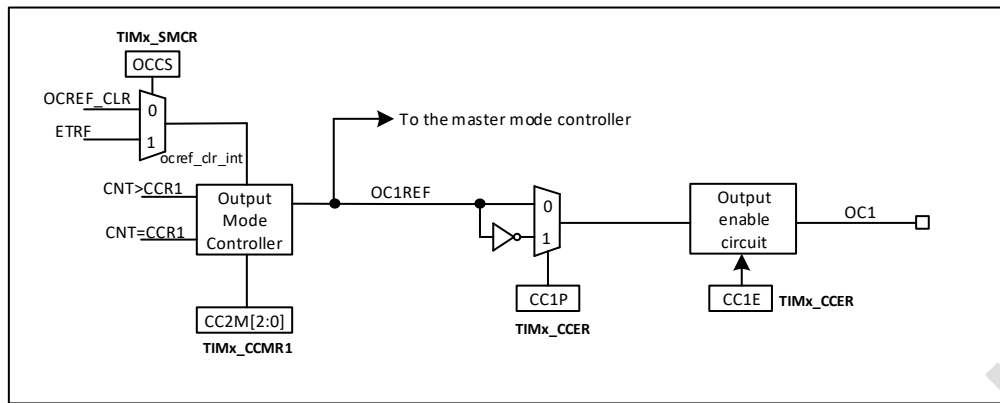 TIMx_SMCR
OCCS
OCREF_CLR
0
ETRF
1
ocref_clr_int
To the master mode controller
CNT>CCR1
CNT=CCR1
Output
Mode
Controller
OC1REF
0
1
Output
enable
circuit
OC1
CC1P
TIMx_CCER
CC1E
TIMx_CCER
CC2M[2:0]
TIMx_CCMR1